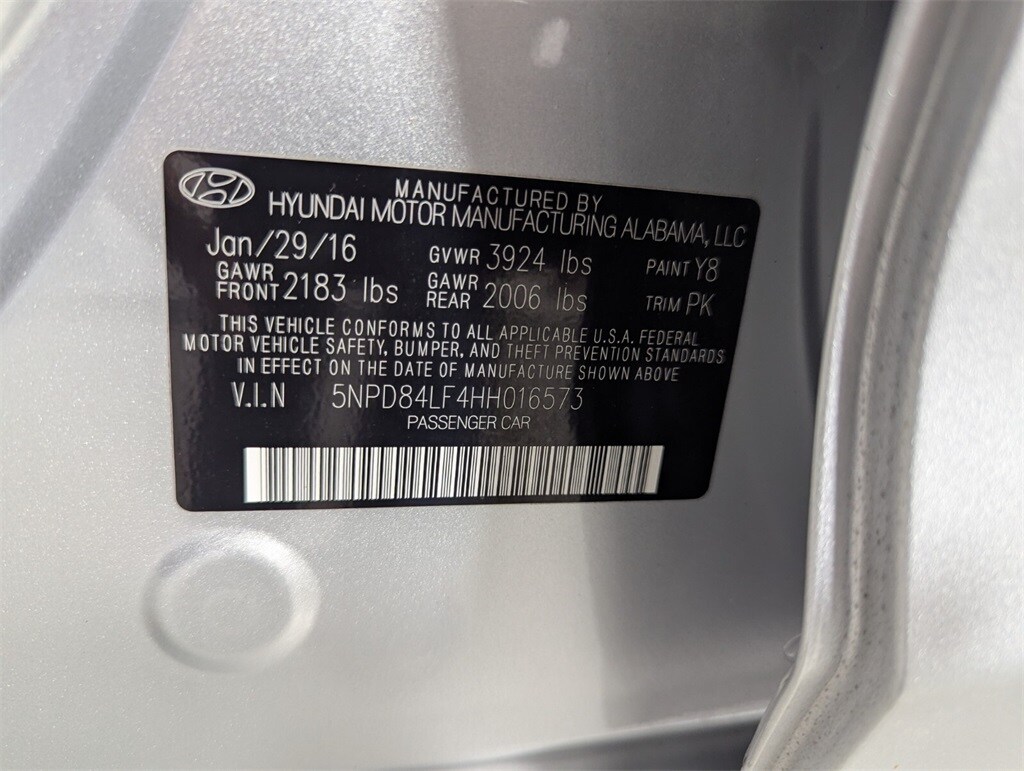 MANUFACTURED BY
HYUNDAI MOTOR MANUFACTURING ALABAMA, LLC
Jan/29/16 GVWR 3924 lbs PAINT Y8
GAWR FRONT 2183 lbs GAWR REAR 2006 lbs TRIM PK
THIS VEHICLE CONFORMS TO ALL APPLICABLE U.S.A. FEDERAL
MOTOR VEHICLE SAFETY, BUMPER, AND THEFT PREVENTION STANDARDS
IN EFFECT ON THE DATE OF MANUFACTURE SHOWN ABOVE
V.I.N 5NPD84LF4HH016573
PASSENGER CAR